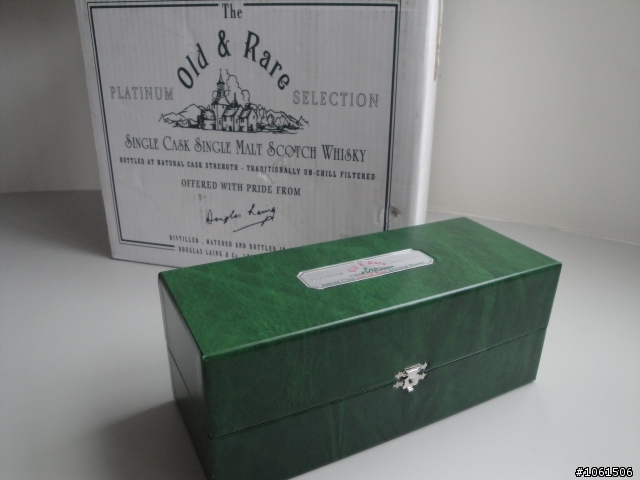 The
Old & Rare
PLATINUM SELECTION
SINGLE CASK SINGLE MALT SCOTCH WHISKY
BOTTLED AT NATURAL CASK STRENGTH - TRADITIONALLY UN-CHILL FILTERED
OFFERED WITH PRIDE FROM
Douglas Laing
DISTILLED, MATURED AND BOTTLED IN
DOUGLAS LAING & Co.
#1061506